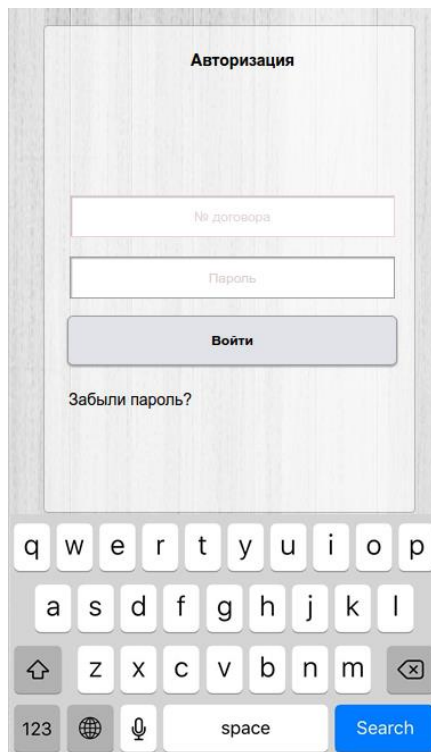 Авторизация
№ договора
Пароль
Войти
Забыли пароль?
q w e r t y u i o p
a s d f g h j k l
z x c v b n m
123 space Search